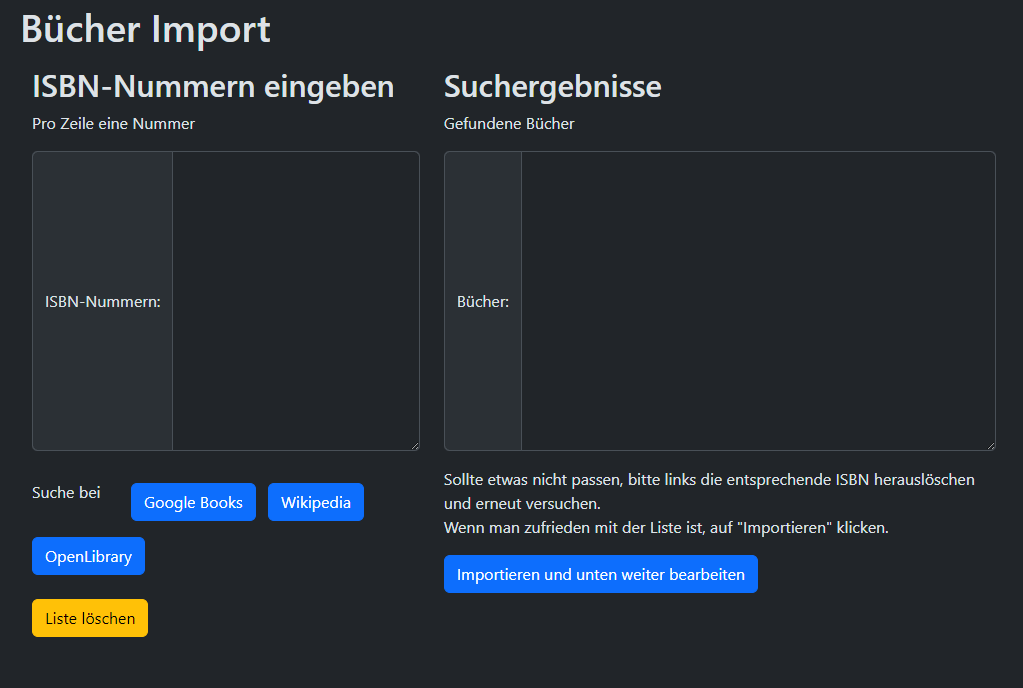 Bücher Import
ISBN-Nummern eingeben
Pro Zeile eine Nummer
ISBN-Nummern:
Suche bei
Google Books
Wikipedia
OpenLibrary
Liste löschen
Suchergebnisse
Gefundene Bücher
Bücher:
Sollte etwas nicht passen, bitte links die entsprechende ISBN herauslöschen
und erneut versuchen.
Wenn man zufrieden mit der Liste ist, auf "Importieren" klicken.
Importieren und unten weiter bearbeiten